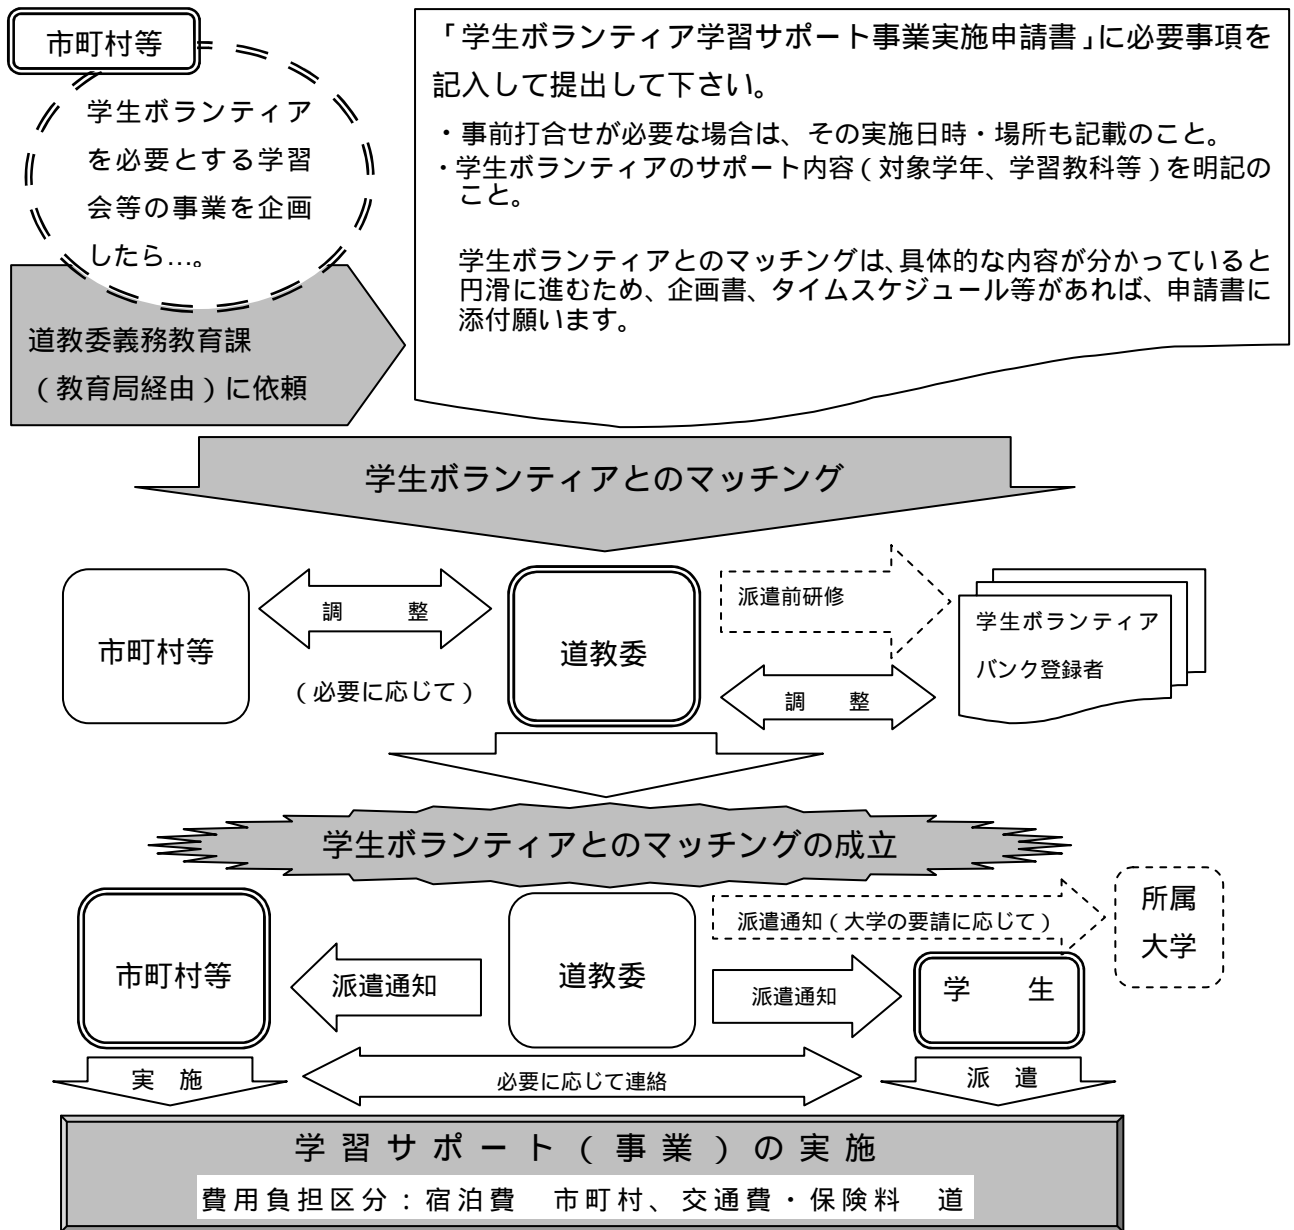 市町村等
学生ボランティア
を必要とする学習
会等の事業を企画
したら…。
道教委義務教育課
（教育局経由）に依頼
「学生ボランティア学習サポート事業実施申請書」に必要事項を
記入して提出して下さい。
・事前打合せが必要な場合は、その実施日時・場所も記載のこと。
・学生ボランティアのサポート内容（対象学年、学習教科等）を明記の
こと。
学生ボランティアとのマッチングは、具体的な内容が分かっていると
円滑に進むため、企画書、タイムスケジュール等があれば、申請書に
添付願います。
学生ボランティアとのマッチング
市町村等
調　　整
（必要に応じて）
道教委
派遣前研修
調　整
学生ボランティア
バンク登録者
学生ボランティアとのマッチングの成立
市町村等
派遣通知
道教委
派遣通知（大学の要請に応じて）
派遣通知
所属
大学
学　生
実　施
必要に応じて連絡
派　遣
学習サポート（事業）の実施
費用負担区分：宿泊費　市町村、交通費・保険料　道